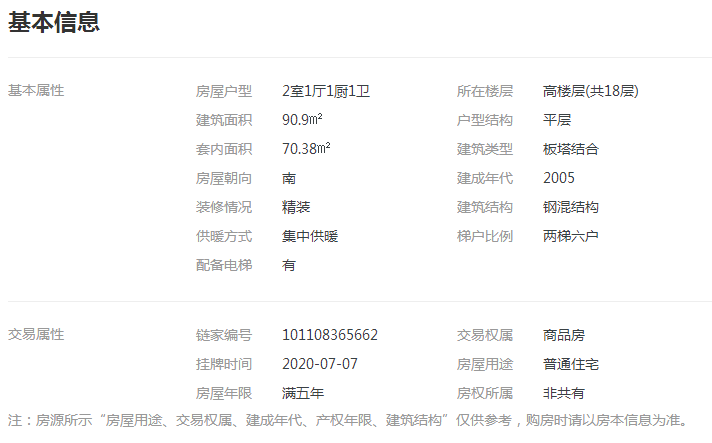 基本信息
基本属性 房屋户型 2室1厅1厨1卫 所在楼层 高楼层(共18层)
建筑面积 90.9㎡ 户型结构 平层
套内面积 70.38㎡ 建筑类型 板塔结合
房屋朝向 南 建成年代 2005
装修情况 精装 建筑结构 钢混结构
供暖方式 集中供暖 梯户比例 两梯六户
配备电梯 有
交易属性 链家编号 101108365662 交易权属 商品房
挂牌时间 2020-07-07 房屋用途 普通住宅
房屋年限 满五年 房权所属 非共有
注：房源所示“房屋用途、交易权属、建成年代、产权年限、建筑结构”仅供参考，购房时请以房本信息为准。